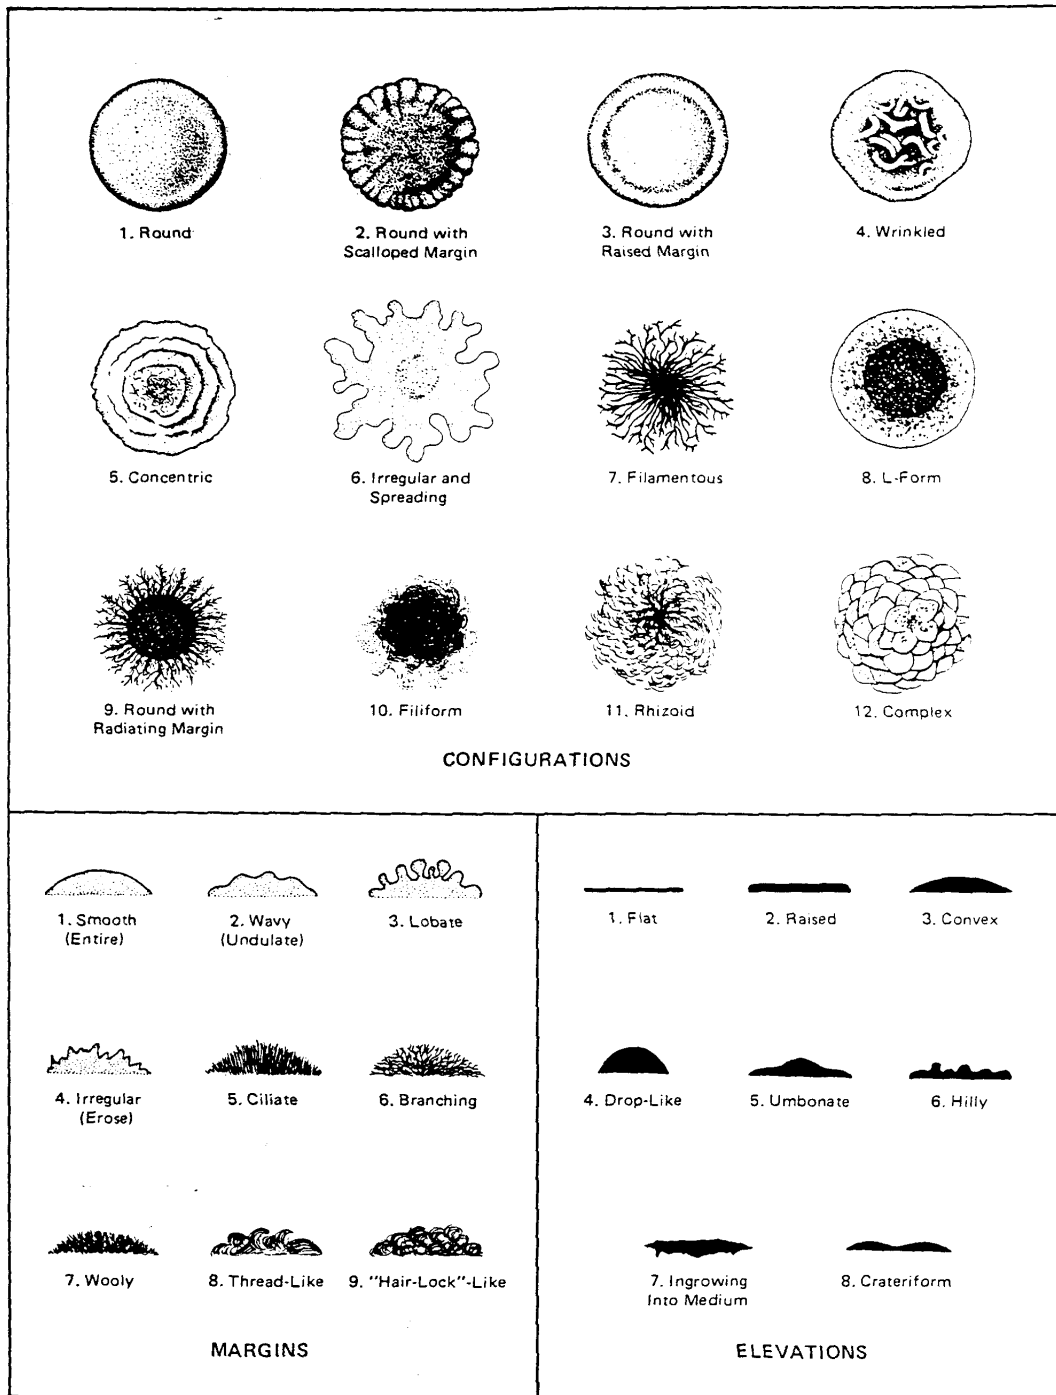 1. Round
2. Round with
Scalloped Margin
3. Round with
Raised Margin
4. Wrinkled
5. Concentric
6. Irregular and
Spreading
7. Filamentous
8. L-Form
9. Round with
Radiating Margin
10. Filiform
11. Rhizoid
12. Complex
CONFIGURATIONS
1. Smooth
(Entire)
2. Wavy
(Undulate)
3. Lobate
4. Irregular
(Erose)
5. Ciliate
6. Branching
7. Wooly
8. Thread-Like
9. "Hair-Lock"-Like
MARGINS
1. Flat
2. Raised
3. Convex
4. Drop-Like
5. Umbonate
6. Hilly
7. Ingrowing
Into Medium
8. Crateriform
ELEVATIONS